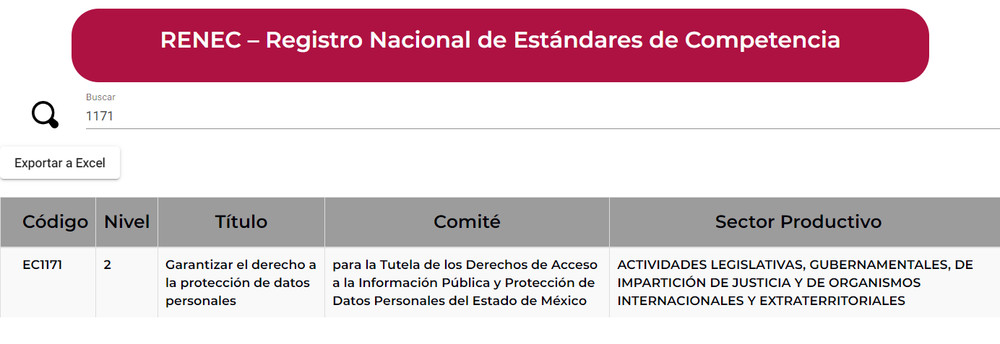 RENEC – Registro Nacional de Estándares de Competencia
Buscar
1171
Exportar a Excel
Código Nivel Título Comité Sector Productivo
EC1171 2 Garantizar el derecho a para la Tutela de los Derechos de Acceso ACTIVIDADES LEGISLATIVAS, GUBERNAMENTALES, DE
la protección de datos a la Información Pública y Protección de IMPARTICIÓN DE JUSTICIA Y DE ORGANISMOS
personales Datos Personales del Estado de México INTERNACIONALES Y EXTRATERRITORIALES